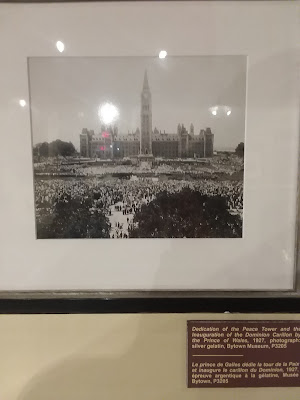 Dedication of the Peace Tower and the
Inauguration of the Dominion Carillon by
the Prince of Wales, 1927, photograph,
silver gelatin, Bytown Museum, P3205
Le prince de Galles dédie la tour de la Paix
et inaugure le carillon du Dominion, 1927,
épreuve argentique à la gélatine, Musée
Bytown, P3205